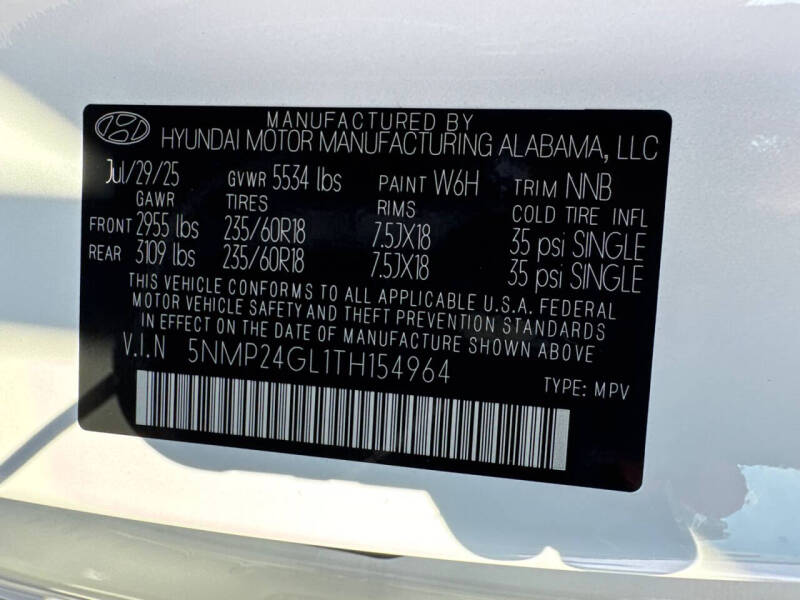 MANUFACTURED BY
HYUNDAI MOTOR MANUFACTURING ALABAMA, LLC
Jul/29/25 GVWR 5534 lbs PAINT W6H TRIM NNB
GAWR TIRES RIMS COLD TIRE INFL
FRONT 2955 lbs 235/60R18 7.5JX18 35 psi SINGLE
REAR 3109 lbs 235/60R18 7.5JX18 35 psi SINGLE
THIS VEHICLE CONFORMS TO ALL APPLICABLE U.S.A. FEDERAL
MOTOR VEHICLE SAFETY AND THEFT PREVENTION STANDARDS
IN EFFECT ON THE DATE OF MANUFACTURE SHOWN ABOVE
V.I.N 5NMP24GL1TH154964
TYPE: MPV